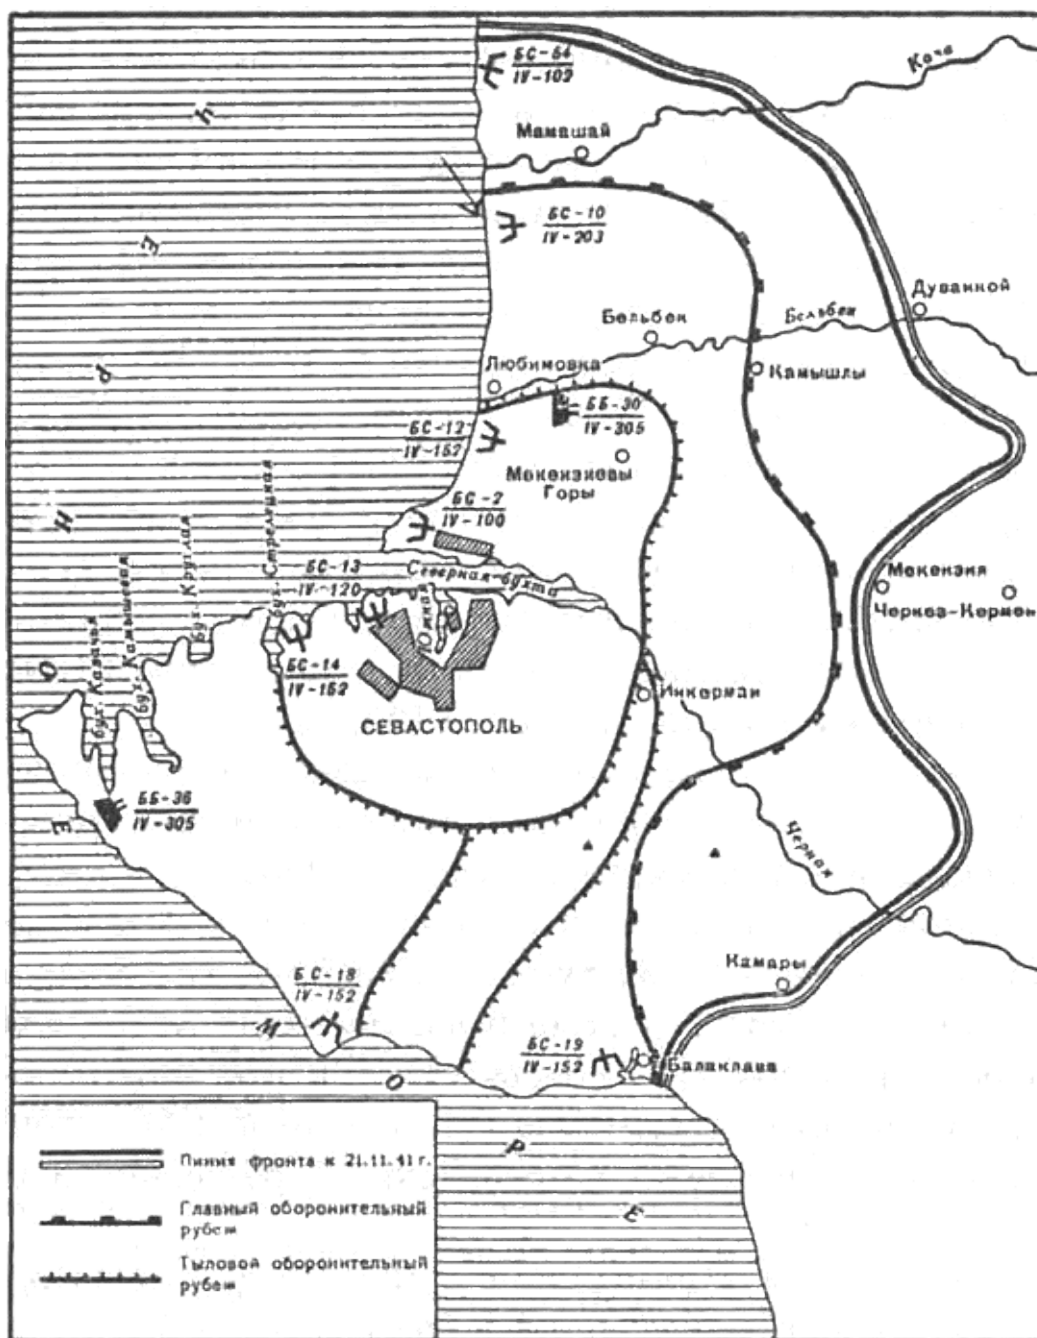 БС-54
IV-102
Кача
Мамашай
БС-10
IV-203
Дуванкой
Бельбек
Бельбек
Любимовка
Камышлы
ББ-30
IV-305
БС-12
IV-152
Мекензиевы
Горы
БС-2
IV-100
Северная бухта
БС-13
IV-120
Южная
бух. Стрелецкая
бух. Круглая
бух. Камышевая
бух. Казачья
Мекензия
Черкез-Кермен
БС-14
IV-152
Инкерман
СЕВАСТОПОЛЬ
ББ-36
IV-305
Черная
Камары
БС-18
IV-152
БС-19
IV-152
Балаклава
Ч Е Р Н О Е
М О Р Е
Линия фронта к 21.11.41 г.
Главный оборонительный
рубеж
Тыловой оборонительный
рубеж